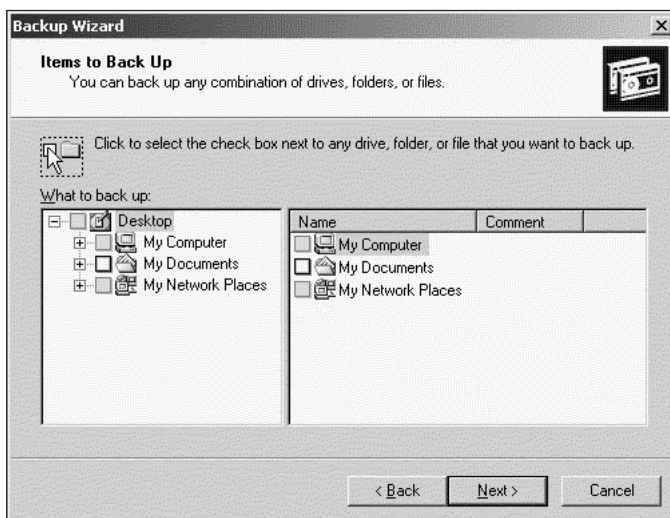 Backup Wizard
Items to Back Up
You can back up any combination of drives, folders, or files.
Click to select the check box next to any drive, folder, or file that you want to back up.
What to back up:
Desktop
My Computer
My Documents
My Network Places
Name Comment
My Computer
My Documents
My Network Places
< Back Next > Cancel